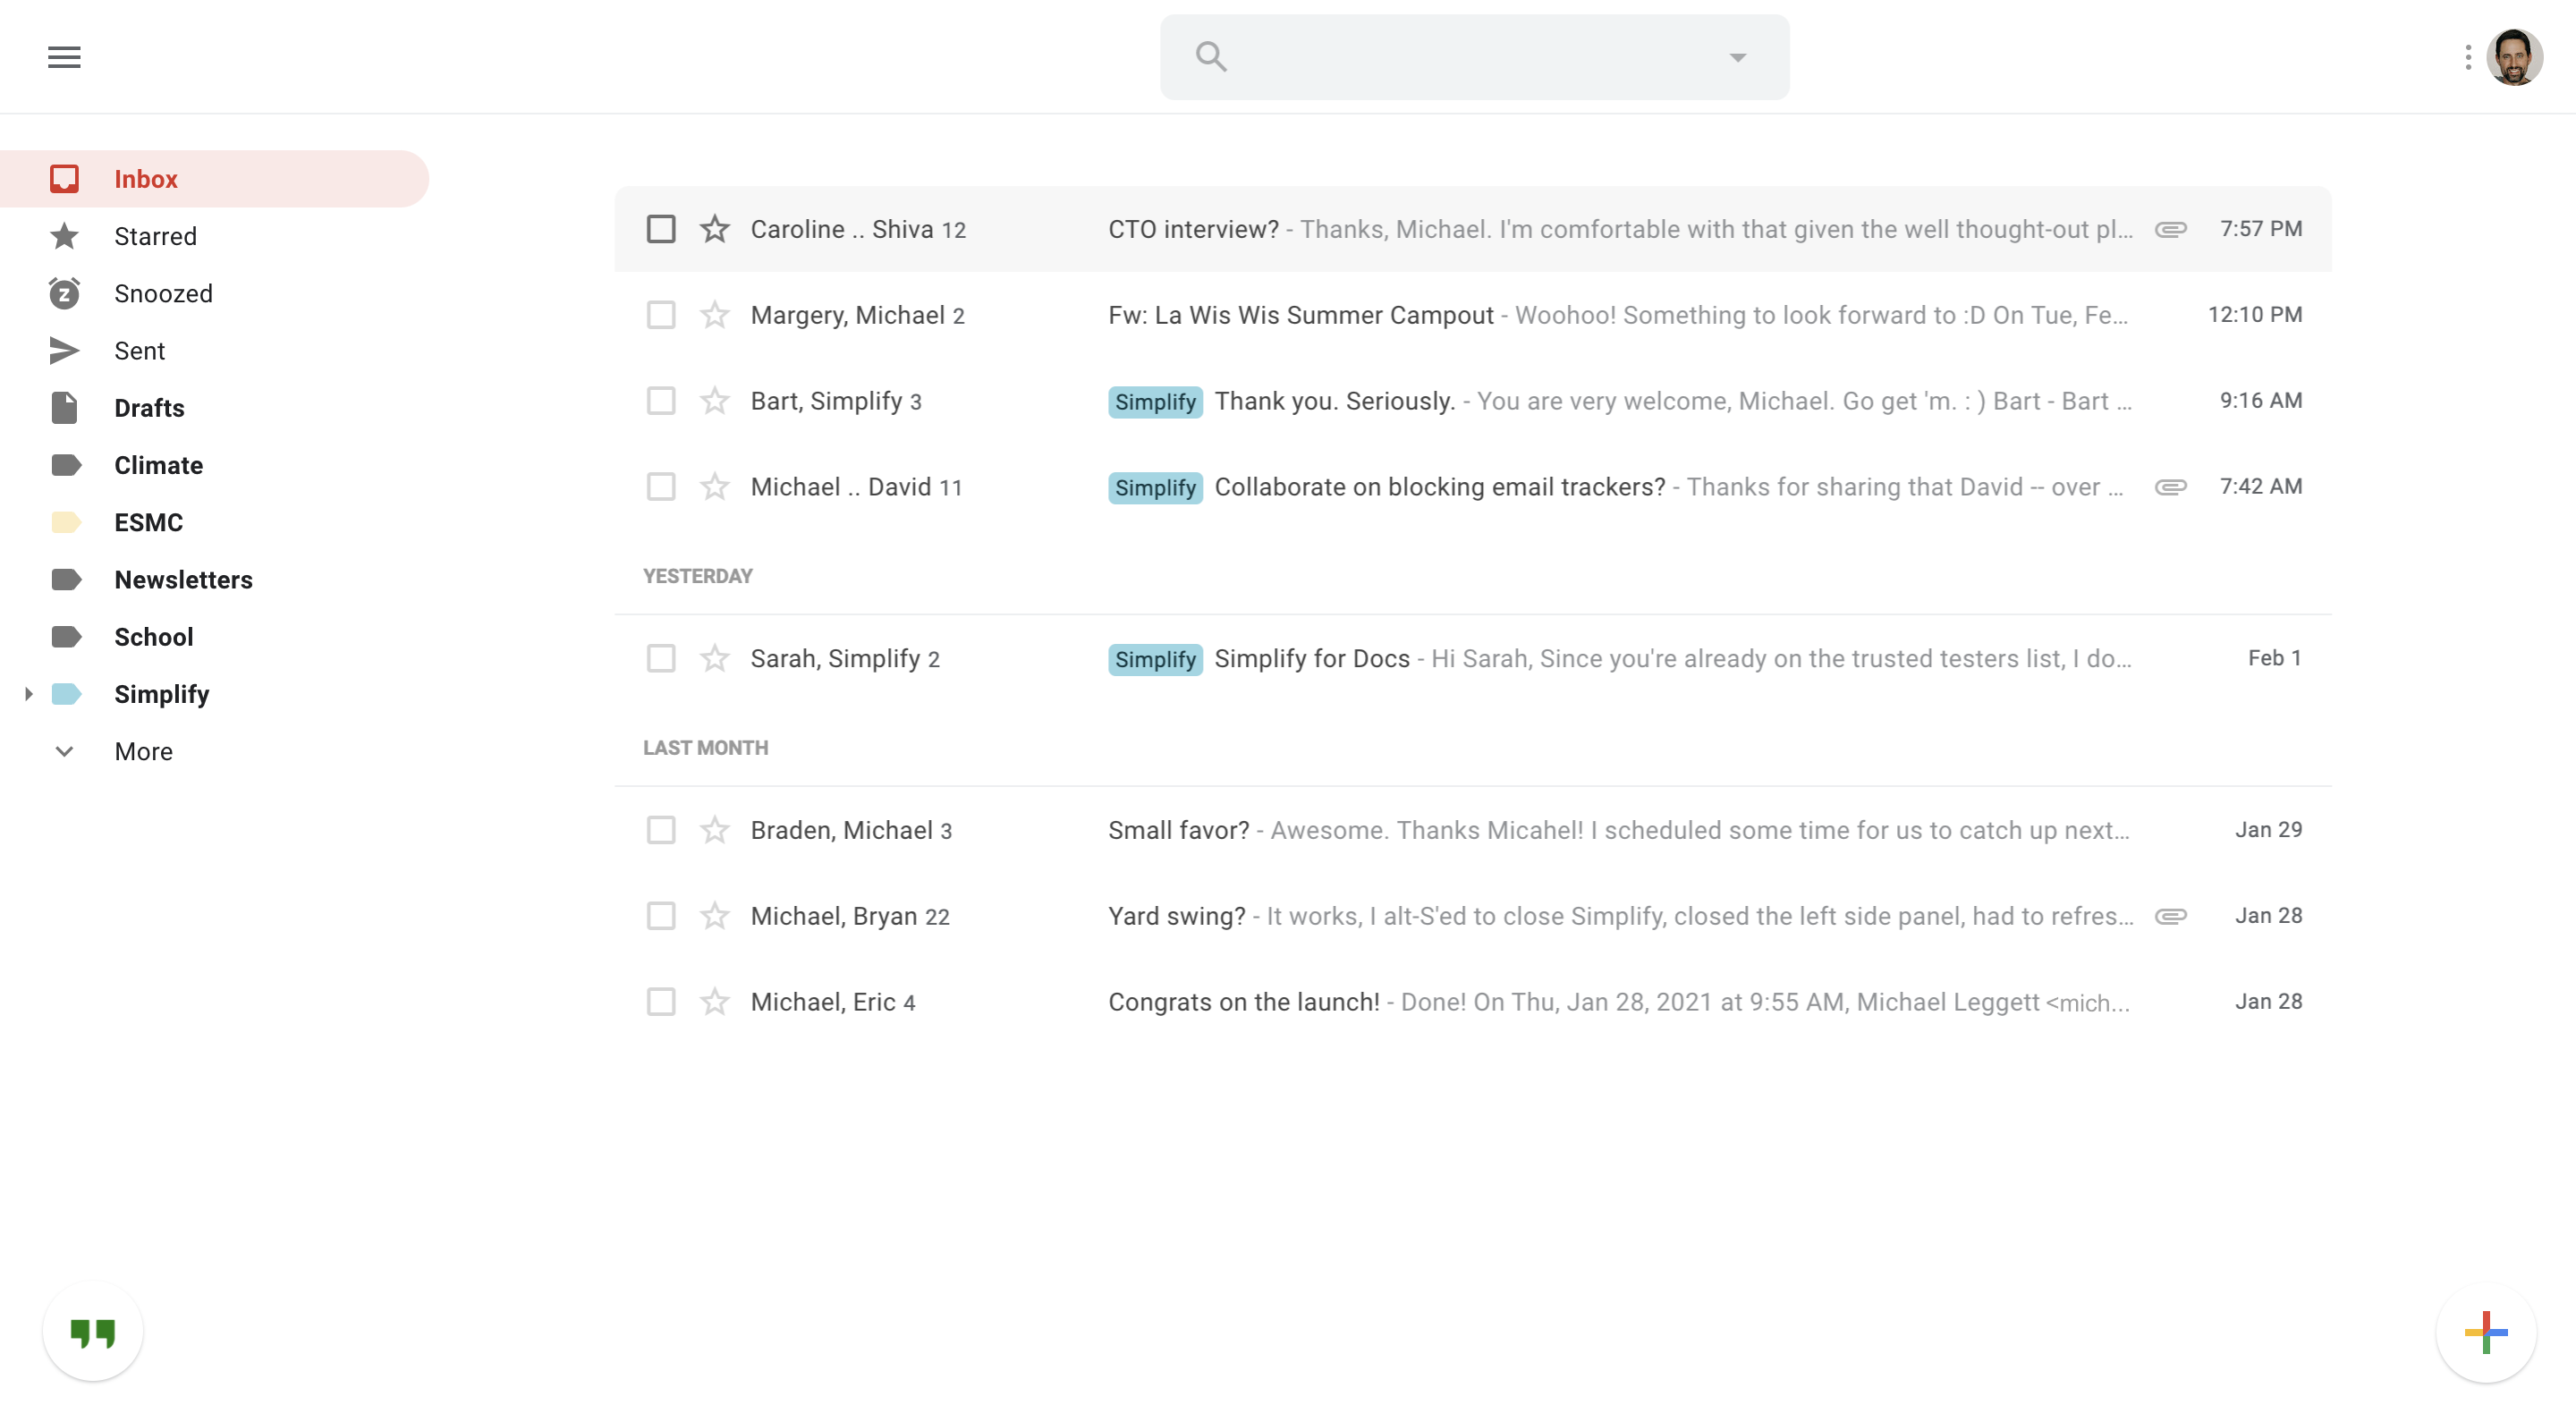 Inbox
Starred
Snoozed
Sent
Drafts
Climate
ESMC
Newsletters
School
Simplify
More
Caroline .. Shiva 12 CTO interview? - Thanks, Michael. I'm comfortable with that given the well thought-out pl… 7:57 PM
Margery, Michael 2 Fw: La Wis Wis Summer Campout - Woohoo! Something to look forward to :D On Tue, Fe… 12:10 PM
Bart, Simplify 3 Simplify Thank you. Seriously. - You are very welcome, Michael. Go get 'm. : ) Bart - Bart … 9:16 AM
Michael .. David 11 Simplify Collaborate on blocking email trackers? - Thanks for sharing that David -- over … 7:42 AM
YESTERDAY
Sarah, Simplify 2 Simplify Simplify for Docs - Hi Sarah, Since you're already on the trusted testers list, I do… Feb 1
LAST MONTH
Braden, Michael 3 Small favor? - Awesome. Thanks Micahel! I scheduled some time for us to catch up next… Jan 29
Michael, Bryan 22 Yard swing? - It works, I alt-S'ed to close Simplify, closed the left side panel, had to refres… Jan 28
Michael, Eric 4 Congrats on the launch! - Done! On Thu, Jan 28, 2021 at 9:55 AM, Michael Leggett <mich… Jan 28